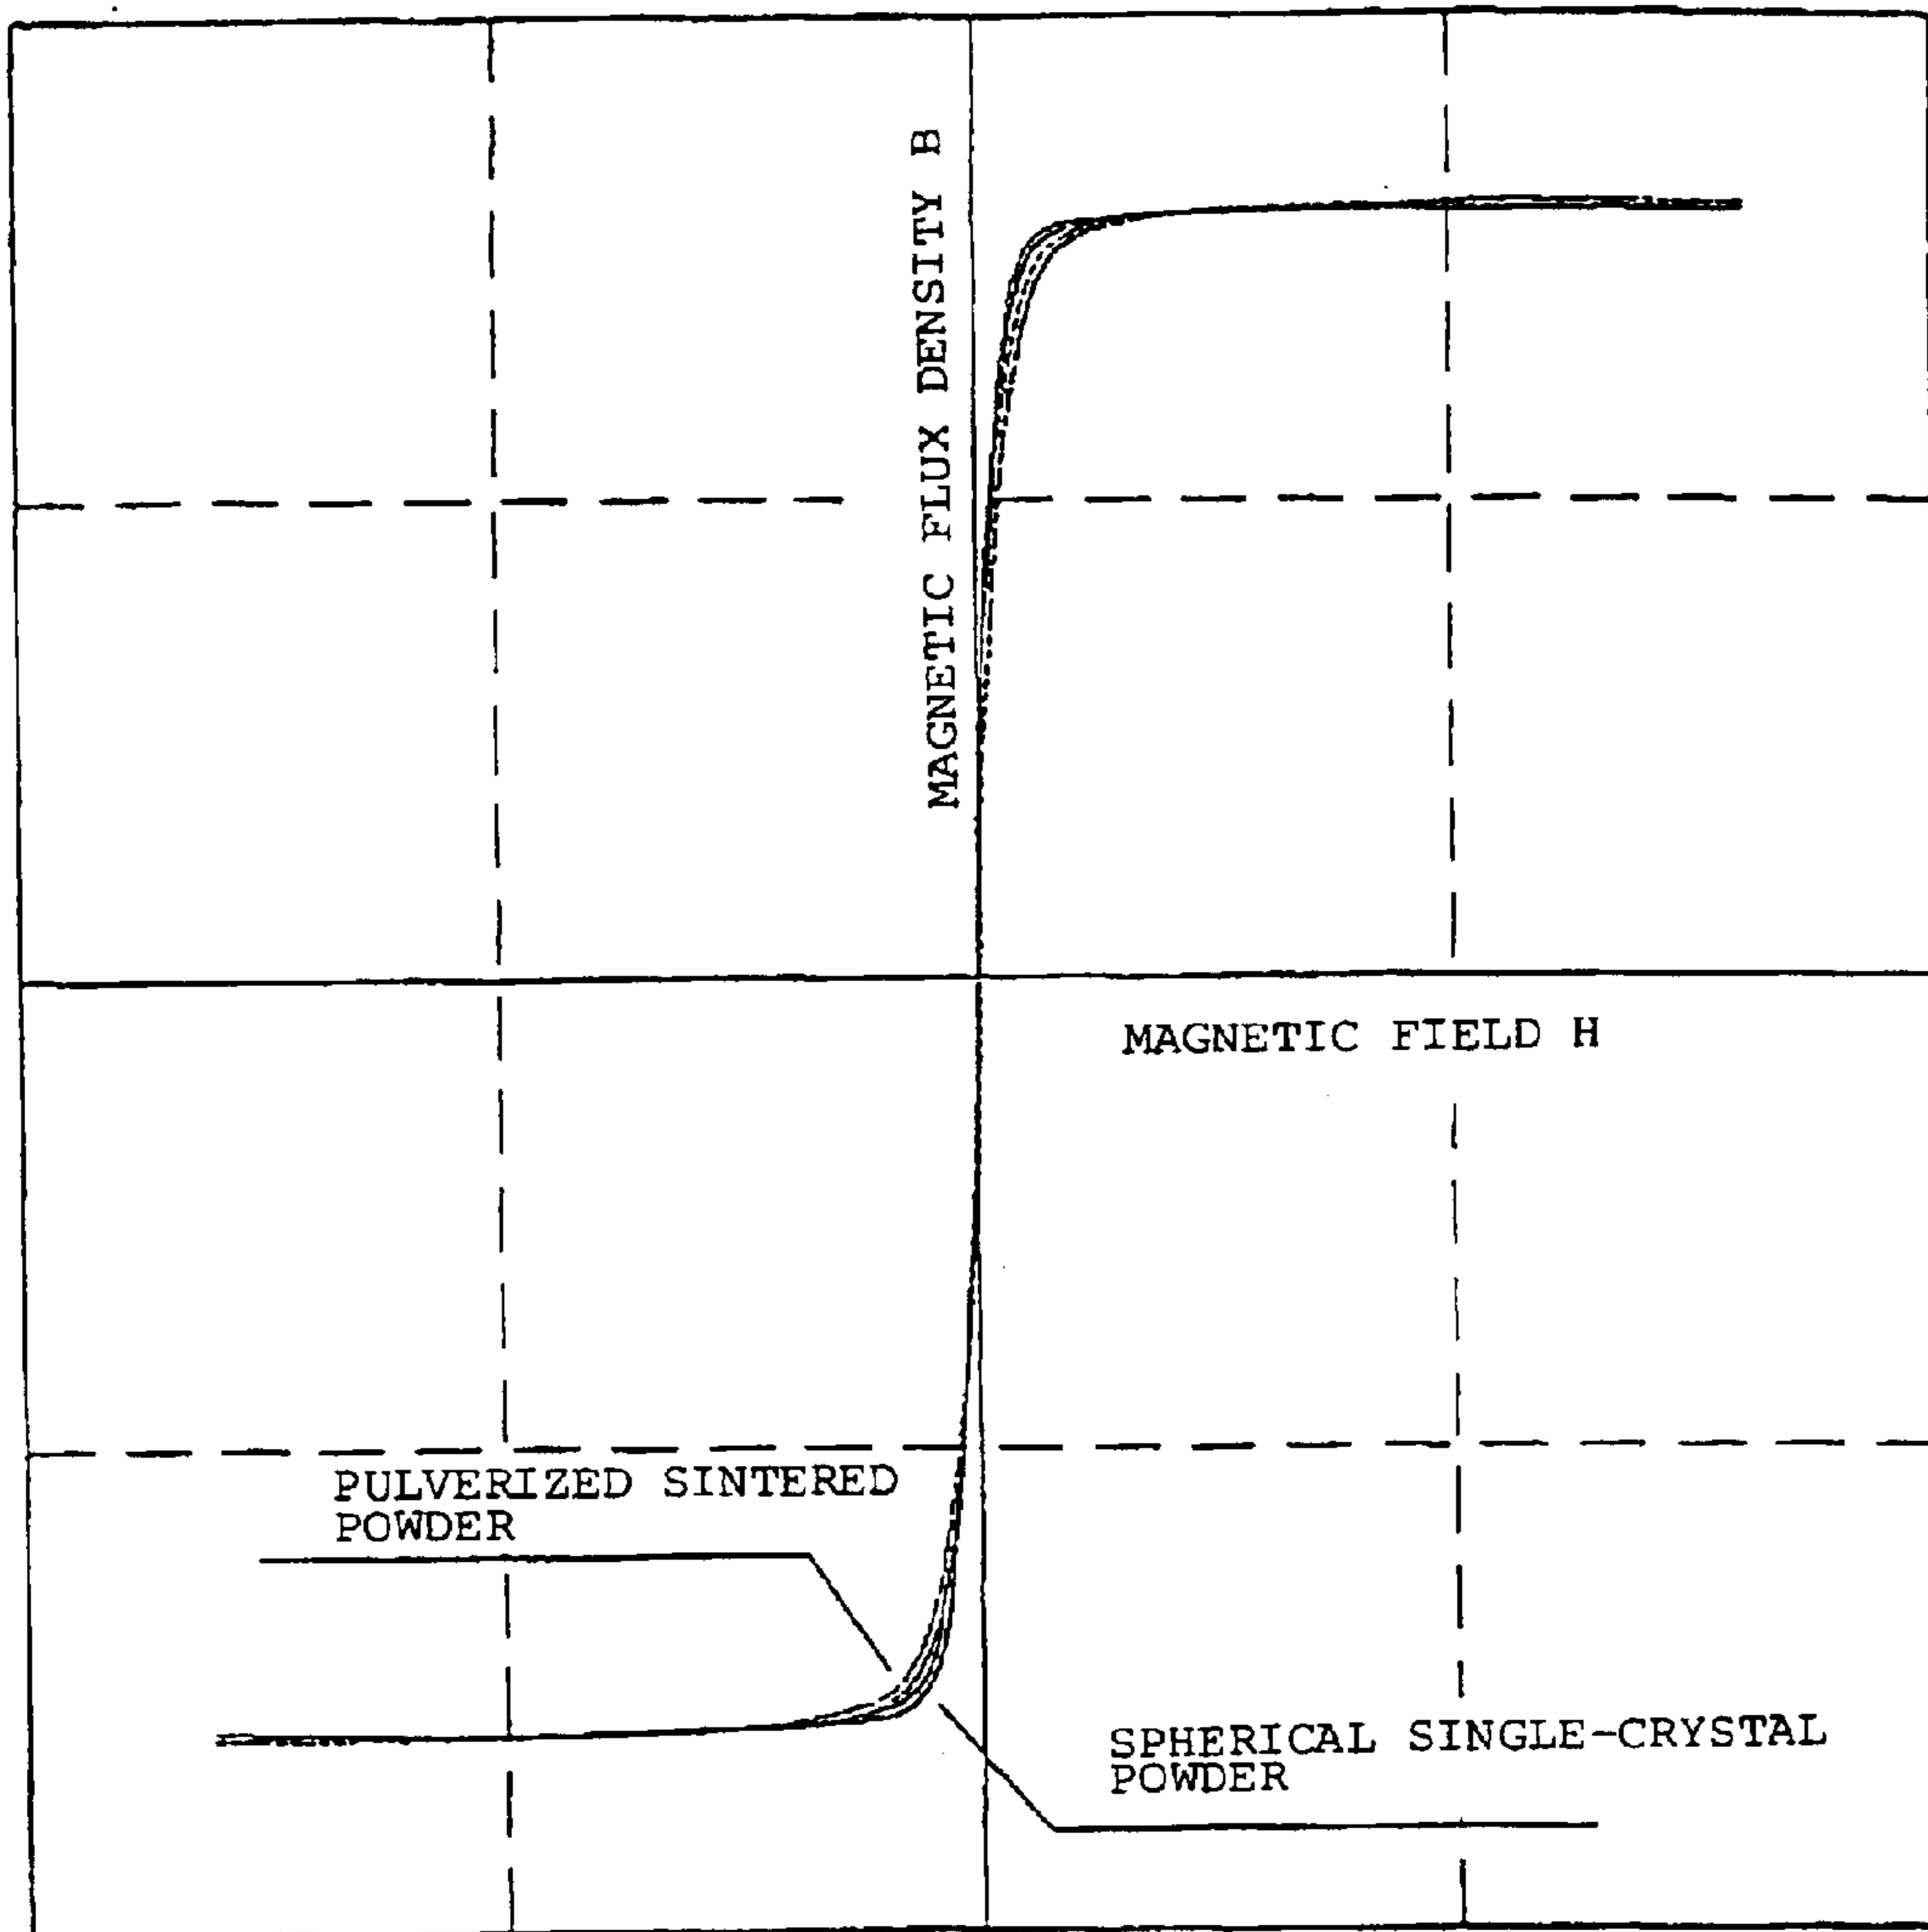 MAGNETIC FLUX DENSITY B
MAGNETIC FIELD H
PULVERIZED SINTERED
POWDER
SPHERICAL SINGLE-CRYSTAL
POWDER